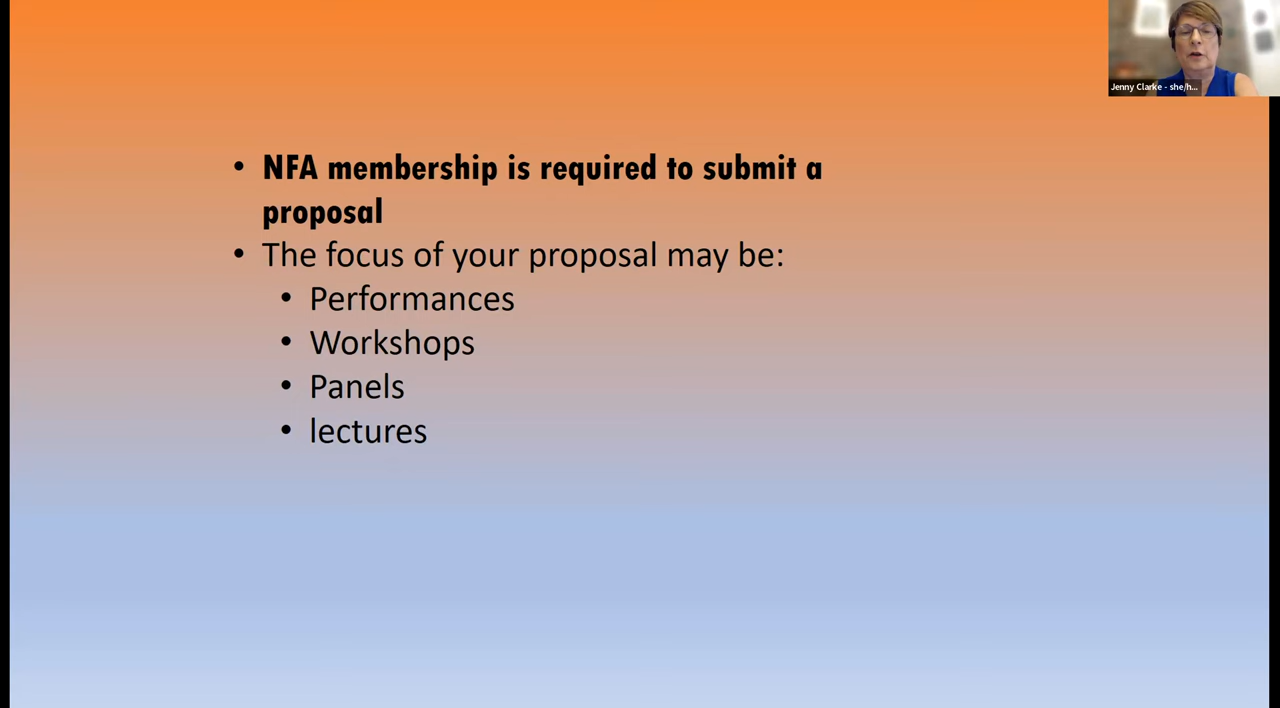 Jenny Clarke - she/h...
• NFA membership is required to submit a
proposal
• The focus of your proposal may be:
• Performances
• Workshops
• Panels
• lectures